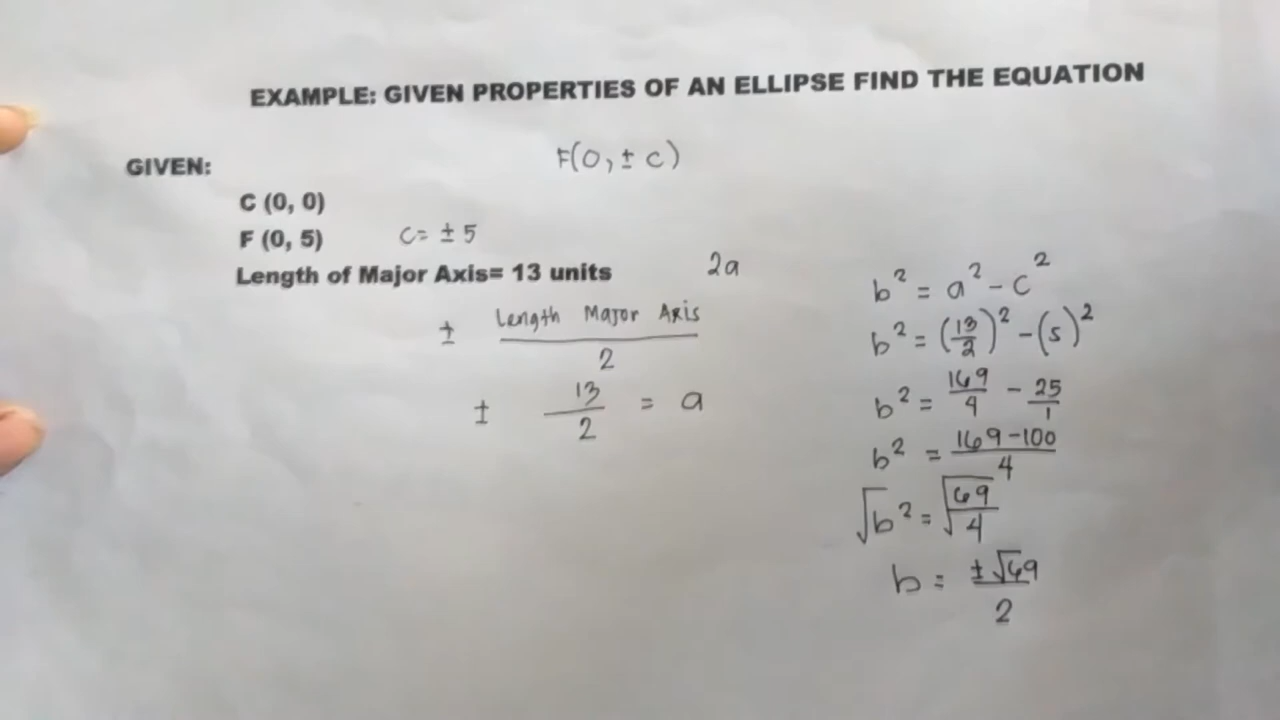 EXAMPLE: GIVEN PROPERTIES OF AN ELLIPSE FIND THE EQUATION
F(0, ± c)
GIVEN:
C (0, 0)
F (0, 5) c= ± 5
Length of Major Axis= 13 units 2a
± Length Major Axis / 2
± 13/2 = a
b² = a² - c²
b² = (13/2)² - (5)²
b² = 169/4 - 25/1
b² = 169-100/4
√b² = √69/4
b = ±√69/2